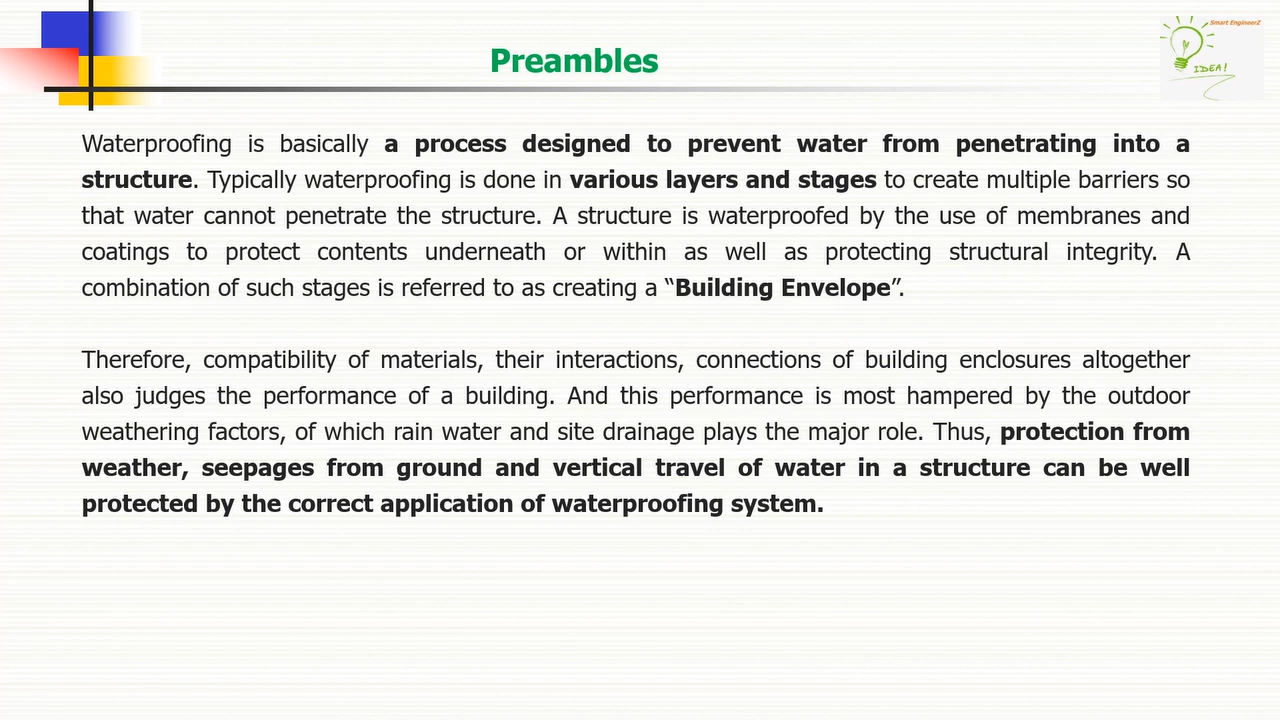 Preambles
Smart EngineerZ
IDEA!
Waterproofing is basically a process designed to prevent water from penetrating into a
structure. Typically waterproofing is done in various layers and stages to create multiple barriers so
that water cannot penetrate the structure. A structure is waterproofed by the use of membranes and
coatings to protect contents underneath or within as well as protecting structural integrity. A
combination of such stages is referred to as creating a “Building Envelope”.
Therefore, compatibility of materials, their interactions, connections of building enclosures altogether
also judges the performance of a building. And this performance is most hampered by the outdoor
weathering factors, of which rain water and site drainage plays the major role. Thus, protection from
weather, seepages from ground and vertical travel of water in a structure can be well
protected by the correct application of waterproofing system.